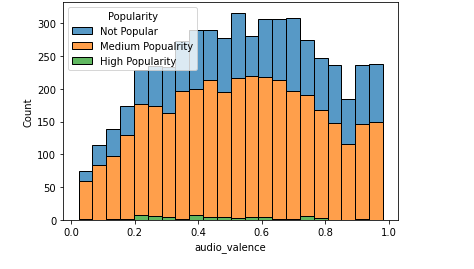 Popularity
Not Popular
Medium Popualrity
High Popularity
300
250
200
150
100
50
0
Count
0.0 0.2 0.4 0.6 0.8 1.0
audio_valence